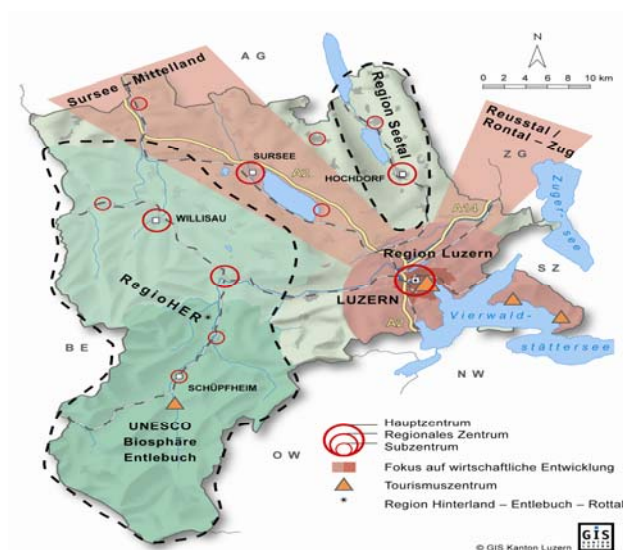 A G
N
0 2 4 6 8 10 km
Sursee – Mittelland
Region Seetal
Reusstal /
Rontal – Zug
Z G
Zuger-
see
SURSEE
A2
HOCHDORF
A14
WILLISAU
Region Luzern
S Z
RegioHER*
LUZERN
Vierwald-
stättersee
A2
B E
N W
SCHÜPFHEIM
UNESCO
Biosphäre
Entlebuch
O W
Hauptzentrum
Regionales Zentrum
Subzentrum
Fokus auf wirtschaftliche Entwicklung
Tourismuszentrum
* Region Hinterland – Entlebuch – Rottal
© GIS Kanton Luzern
GIS